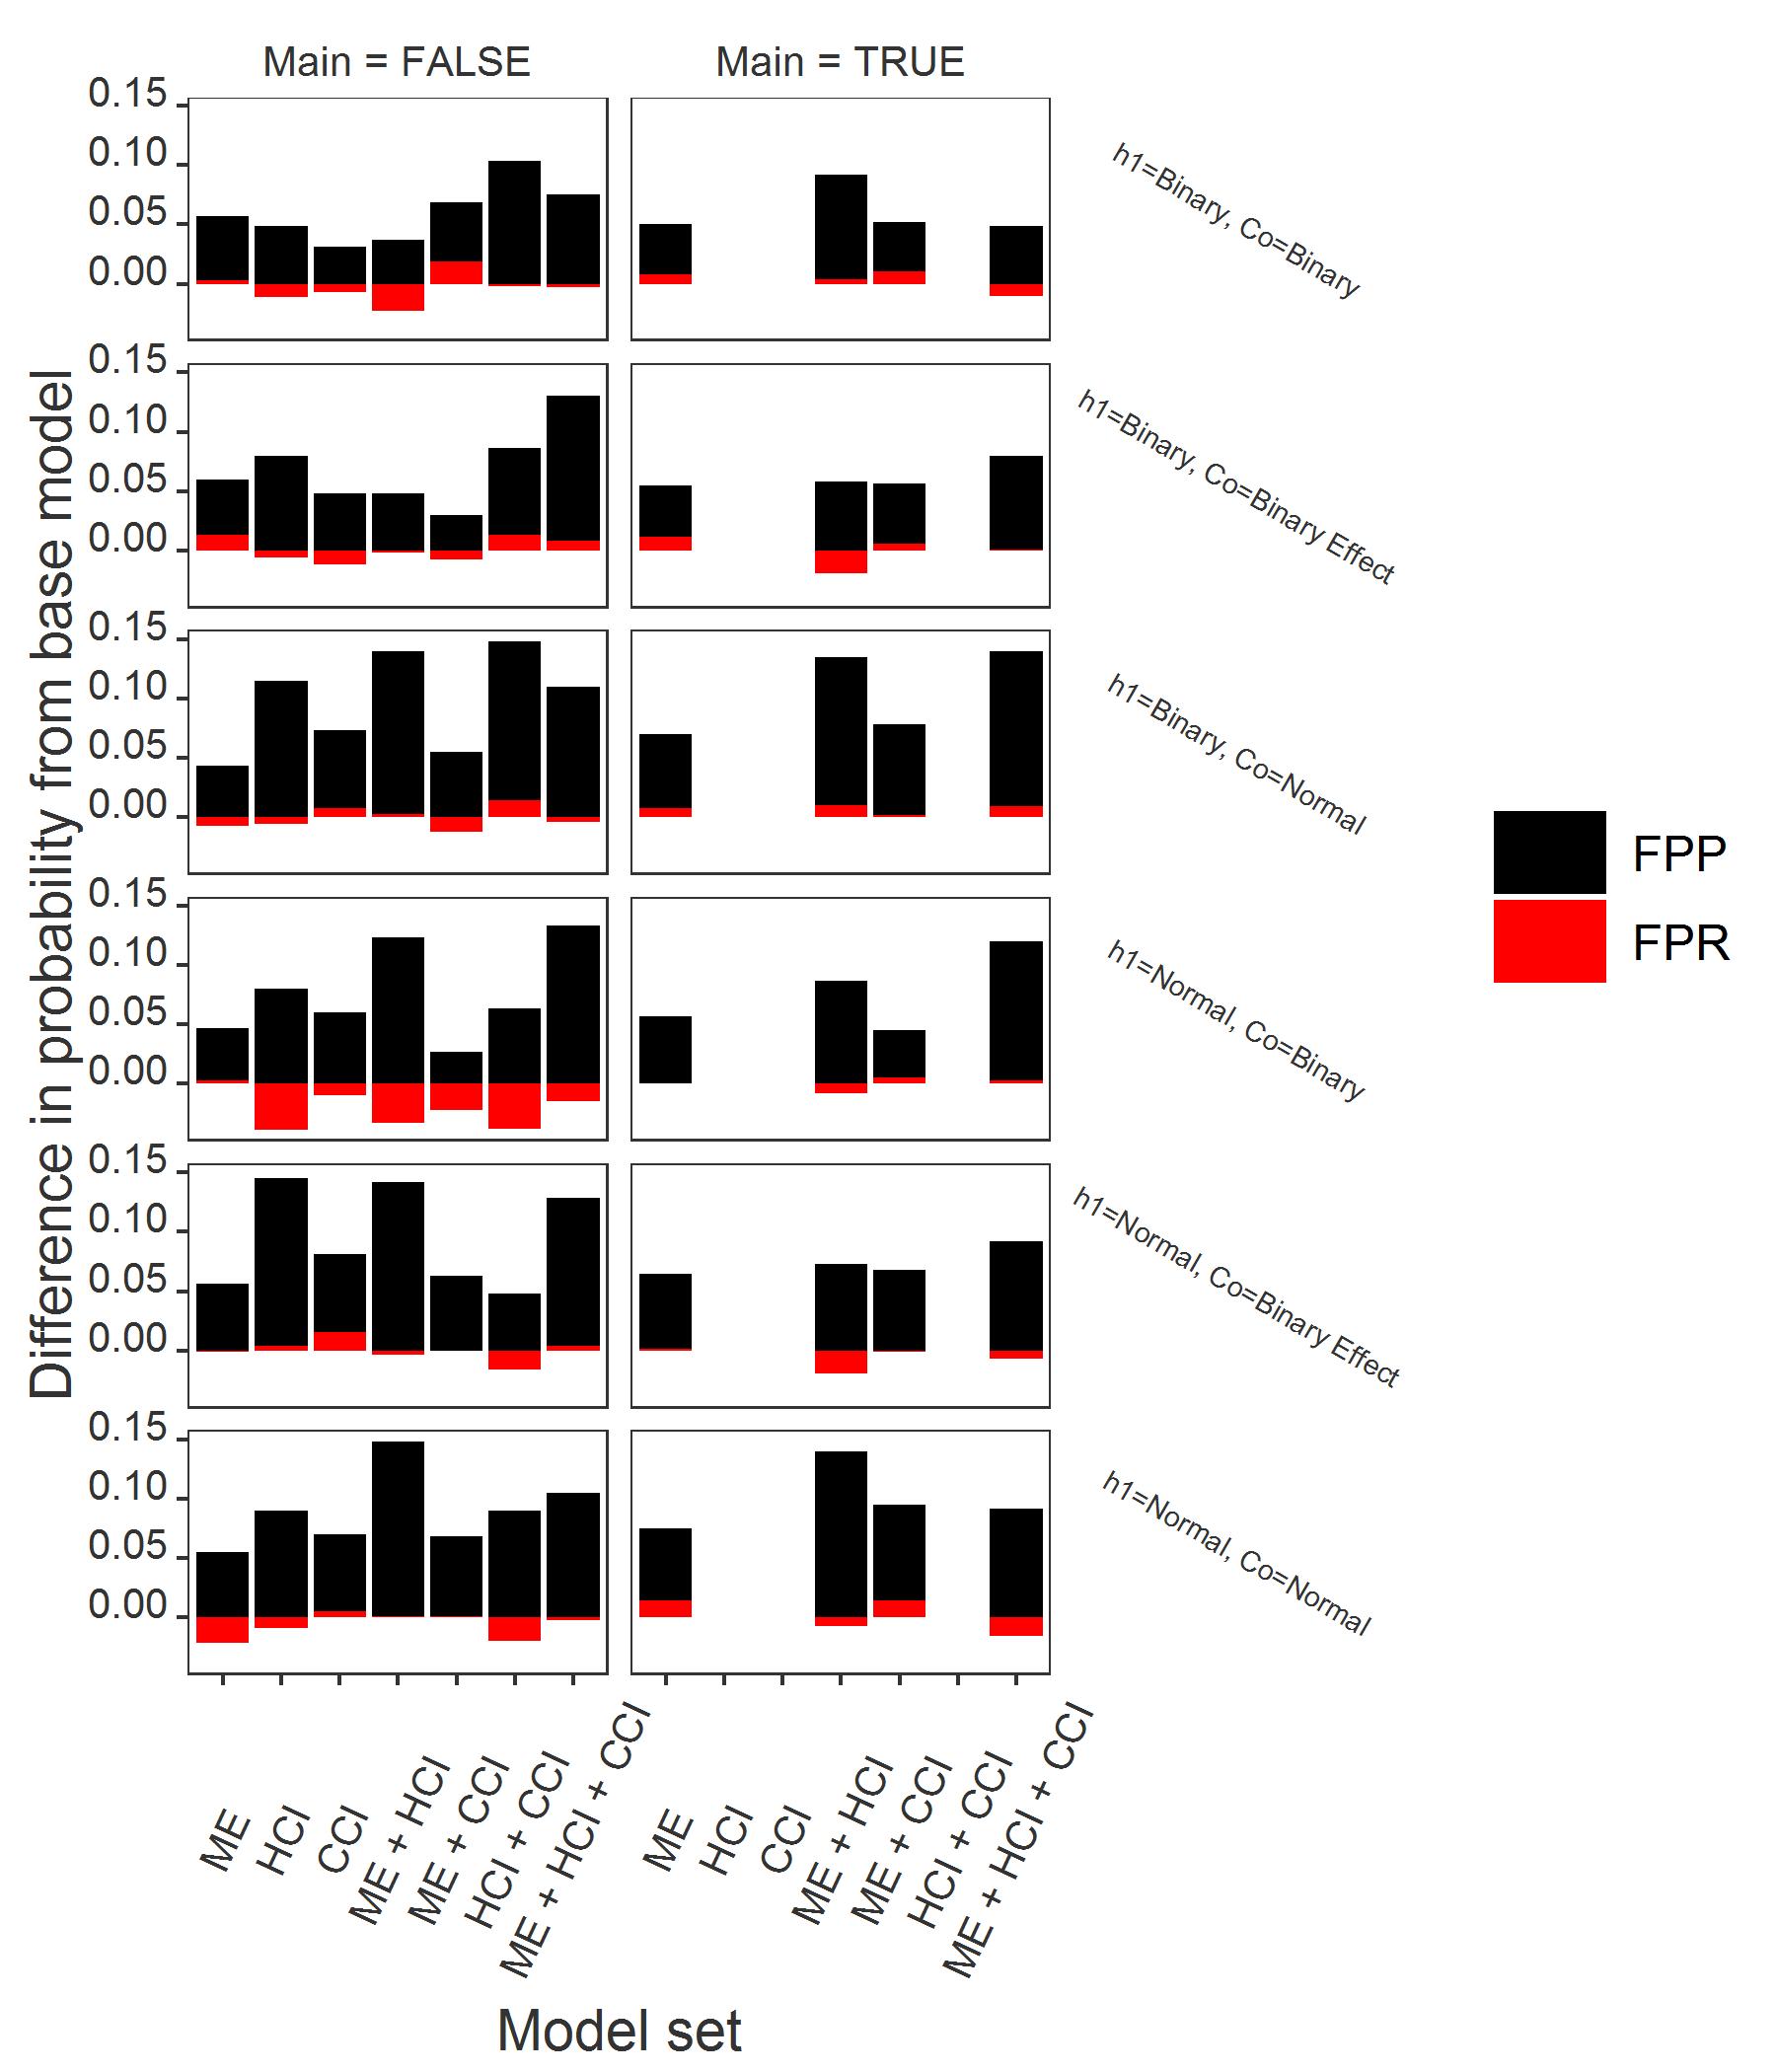 Main = FALSE
Main = TRUE
Difference in probability from base model
0.15
0.10
0.05
0.00
h1=Binary, Co=Binary
0.15
0.10
0.05
0.00
h1=Binary, Co=Binary Effect
0.15
0.10
0.05
0.00
h1=Binary, Co=Normal
0.15
0.10
0.05
0.00
h1=Normal, Co=Binary
0.15
0.10
0.05
0.00
h1=Normal, Co=Binary Effect
0.15
0.10
0.05
0.00
h1=Normal, Co=Normal
FPP
FPR
ME
HCI
CCI
ME + HCI
ME + CCI
HCI + CCI
ME + HCI + CCI
ME
HCI
CCI
ME + HCI
ME + CCI
HCI + CCI
ME + HCI + CCI
Model set